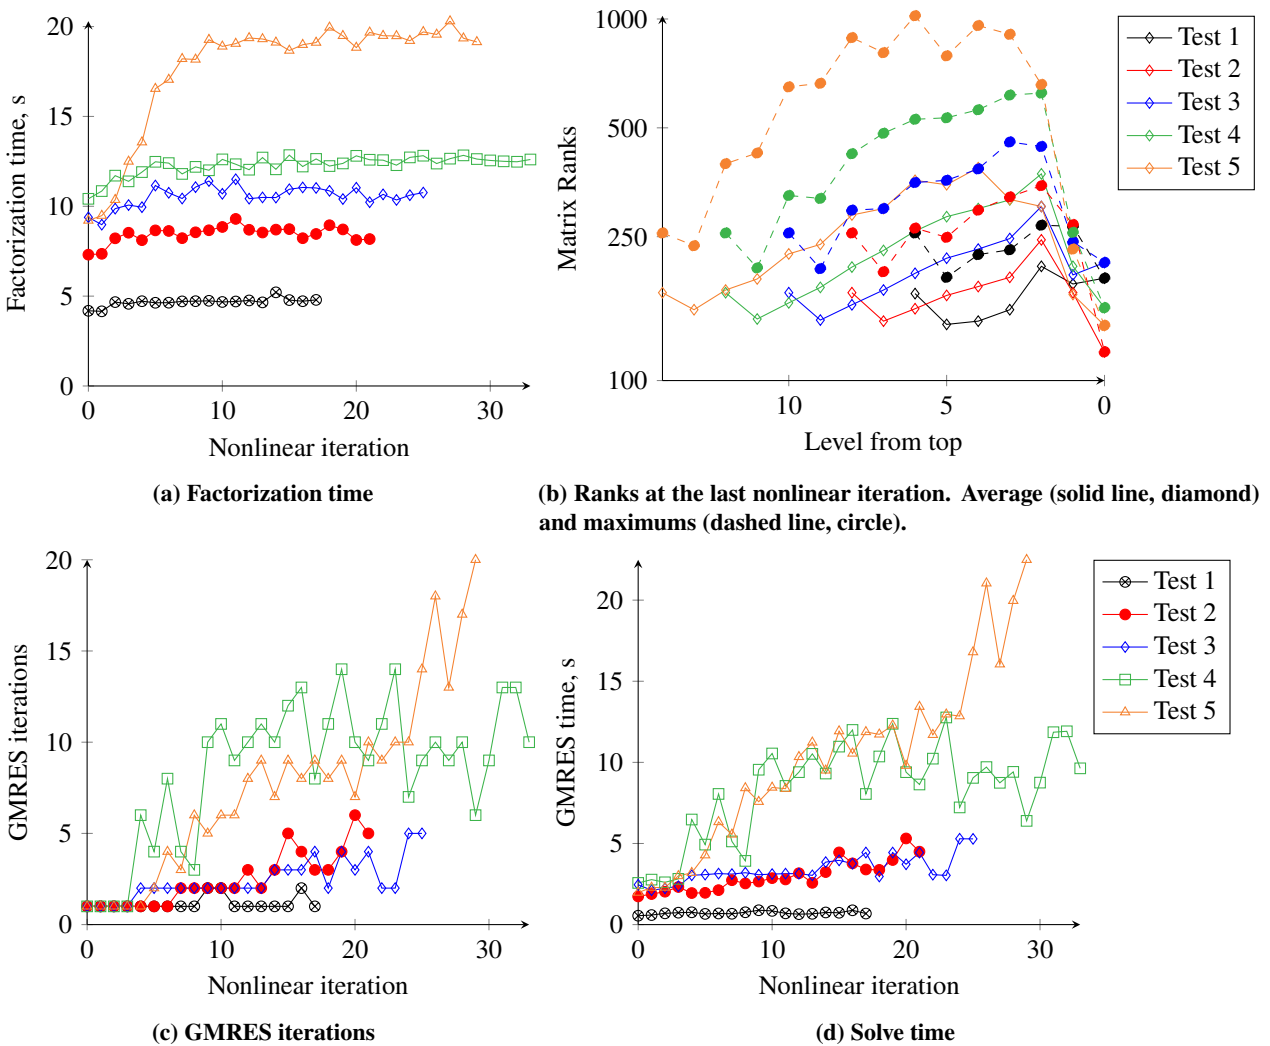 20
15
10
5
0
Factorization time, s
0
10
20
30
Nonlinear iteration
(a) Factorization time
1000
500
250
100
Matrix Ranks
10
5
0
Level from top
Test 1
Test 2
Test 3
Test 4
Test 5
(b) Ranks at the last nonlinear iteration. Average (solid line, diamond)
and maximums (dashed line, circle).
20
15
10
5
0
GMRES iterations
0
10
20
30
Nonlinear iteration
(c) GMRES iterations
20
15
10
5
0
GMRES time, s
0
10
20
30
Nonlinear iteration
Test 1
Test 2
Test 3
Test 4
Test 5
(d) Solve time